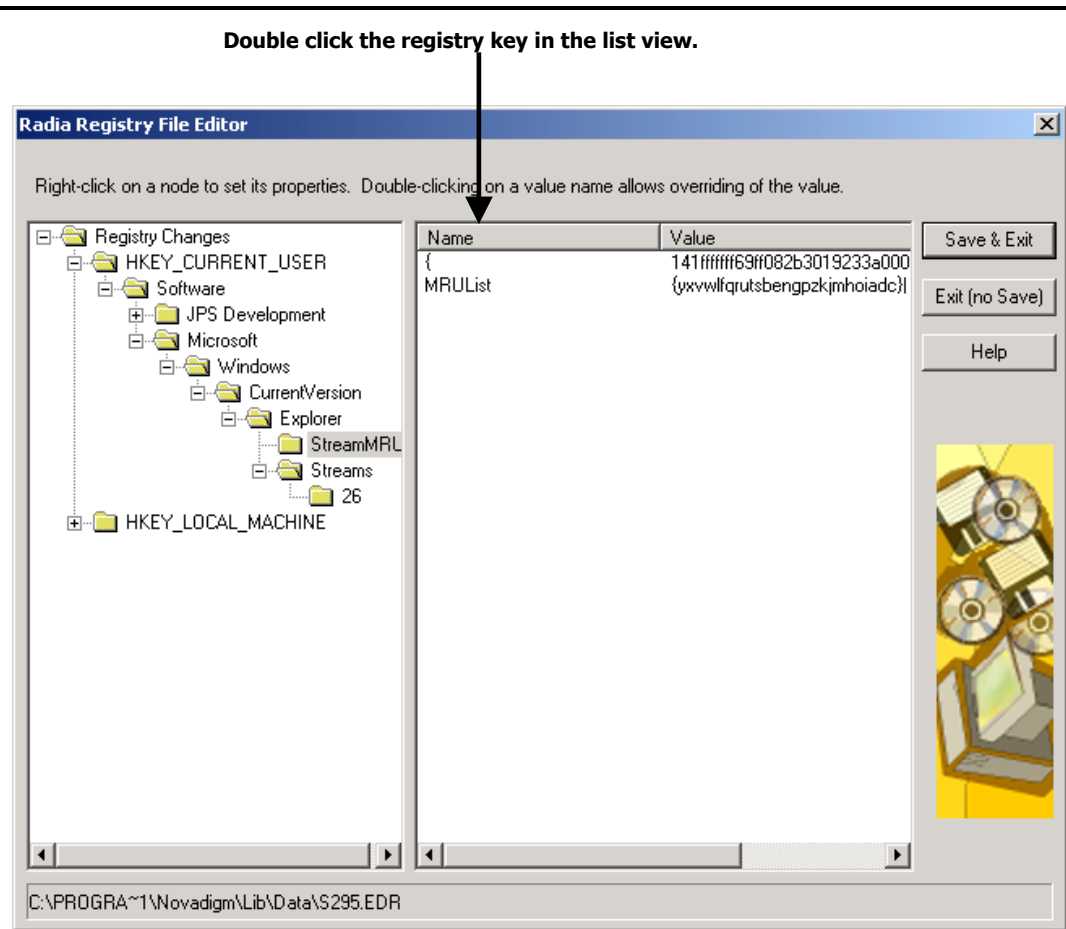 Double click the registry key in the list view.
Radia Registry File Editor
Right-click on a node to set its properties.  Double-clicking on a value name allows overriding of the value.
Registry Changes
HKEY_CURRENT_USER
Software
JPS Development
Microsoft
Windows
CurrentVersion
Explorer
StreamMRU
Streams
26
HKEY_LOCAL_MACHINE
Name Value
{ 141fffffff69ff082b3019233a000
MRUList {yxvwlfqrutsbengpzkjmhoiadc}|
Save & Exit
Exit (no Save)
Help
C:\PROGRA~1\Novadigm\Lib\Data\S295.EDR